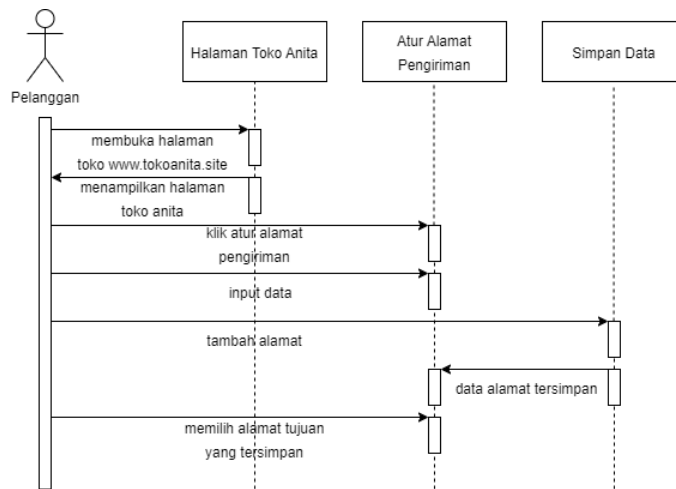 Halaman Toko Anita
Atur Alamat
Pengiriman
Simpan Data
Pelanggan
membuka halaman
toko www.tokoanita.site
menampilkan halaman
toko anita
klik atur alamat
pengiriman
input data
tambah alamat
data alamat tersimpan
memilih alamat tujuan
yang tersimpan